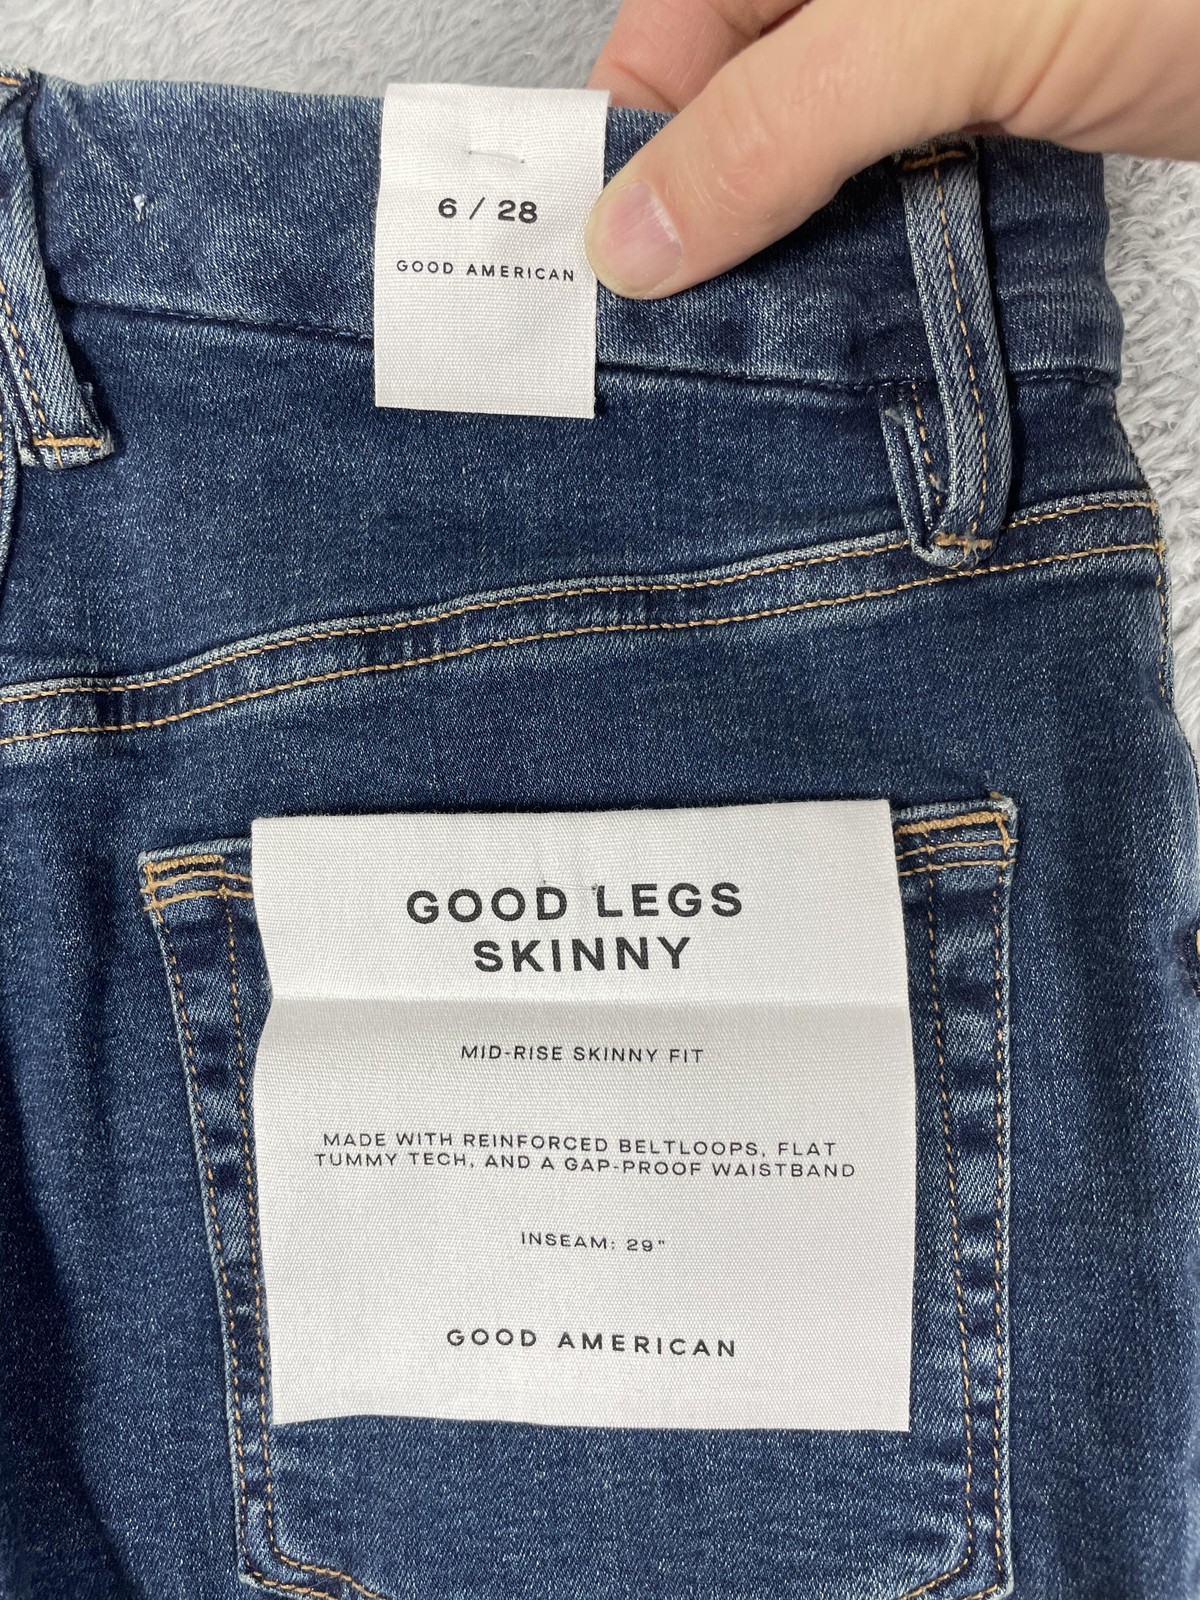 6 / 28
GOOD AMERICAN
GOOD LEGS
SKINNY
MID-RISE SKINNY FIT
MADE WITH REINFORCED BELTLOOPS, FLAT
TUMMY TECH, AND A GAP-PROOF WAISTBAND
INSEAM: 29"
GOOD AMERICAN